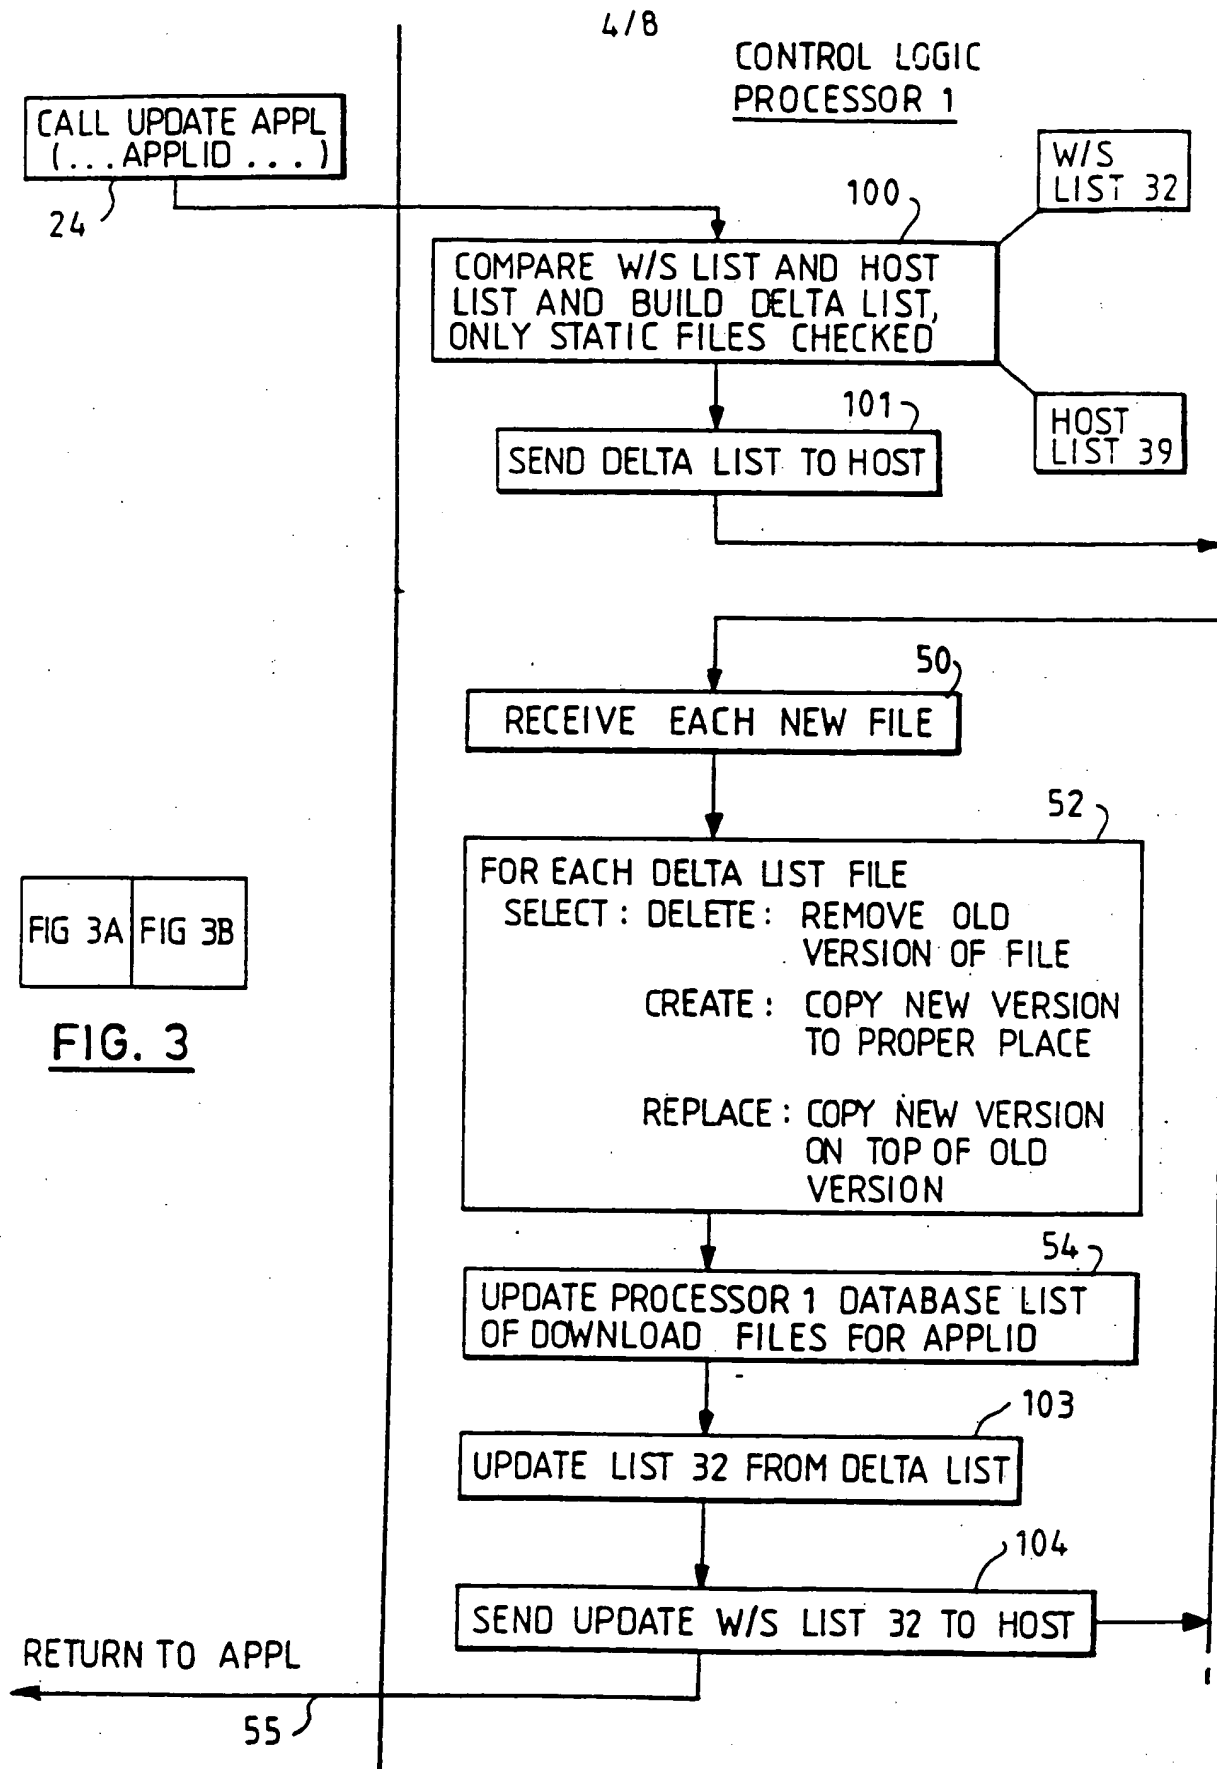 4/8
CONTROL LOGIC
PROCESSOR 1
CALL UPDATE APPL
(...APPLID ...)
24
W/S
LIST 32
100
COMPARE W/S LIST AND HOST
LIST AND BUILD DELTA LIST,
ONLY STATIC FILES CHECKED
HOST
LIST 39
101
SEND DELTA LIST TO HOST
50
RECEIVE EACH NEW FILE
52
FOR EACH DELTA LIST FILE
SELECT : DELETE : REMOVE OLD
VERSION OF FILE
CREATE : COPY NEW VERSION
TO PROPER PLACE
REPLACE : COPY NEW VERSION
ON TOP OF OLD
VERSION
FIG 3A FIG 3B
FIG. 3
54
UPDATE PROCESSOR 1 DATABASE LIST
OF DOWNLOAD FILES FOR APPLID
103
UPDATE LIST 32 FROM DELTA LIST
104
SEND UPDATE W/S LIST 32 TO HOST
RETURN TO APPL
55